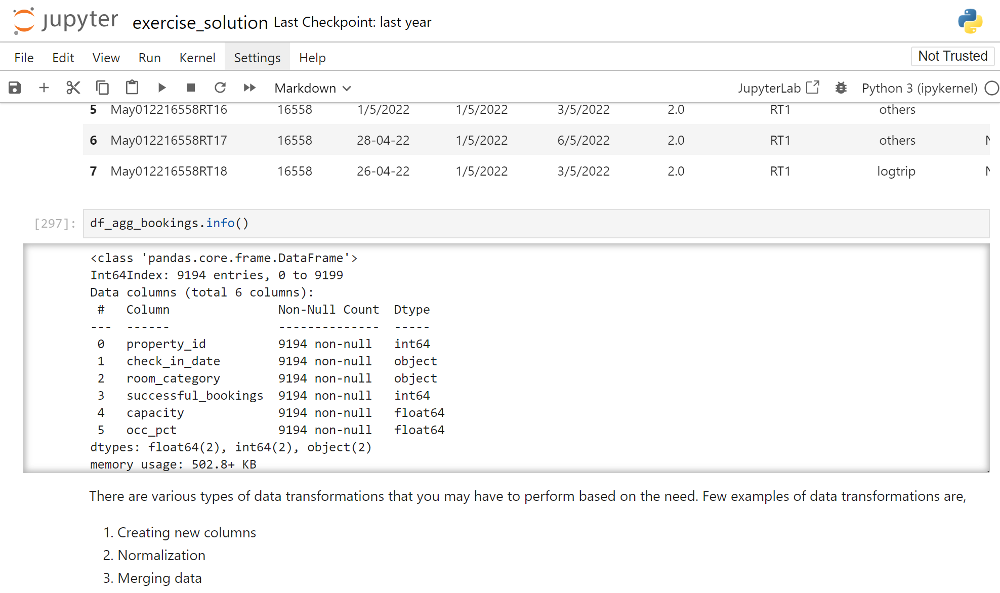 jupyter exercise_solution Last Checkpoint: last year
File Edit View Run Kernel Settings Help Not Trusted
Markdown JupyterLab Python 3 (ipykernel)
5 May012216558RT16 16558 1/5/2022 1/5/2022 3/5/2022 2.0 RT1 others
6 May012216558RT17 16558 28-04-22 1/5/2022 6/5/2022 2.0 RT1 others
7 May012216558RT18 16558 26-04-22 1/5/2022 3/5/2022 2.0 RT1 logtrip
[297]: df_agg_bookings.info()
<class 'pandas.core.frame.DataFrame'>
Int64Index: 9194 entries, 0 to 9199
Data columns (total 6 columns):
# Column Non-Null Count Dtype
--- ------ -------------- -----
0 property_id 9194 non-null int64
1 check_in_date 9194 non-null object
2 room_category 9194 non-null object
3 successful_bookings 9194 non-null int64
4 capacity 9194 non-null float64
5 occ_pct 9194 non-null float64
dtypes: float64(2), int64(2), object(2)
memory usage: 502.8+ KB
There are various types of data transformations that you may have to perform based on the need. Few examples of data transformations are,
1. Creating new columns
2. Normalization
3. Merging data